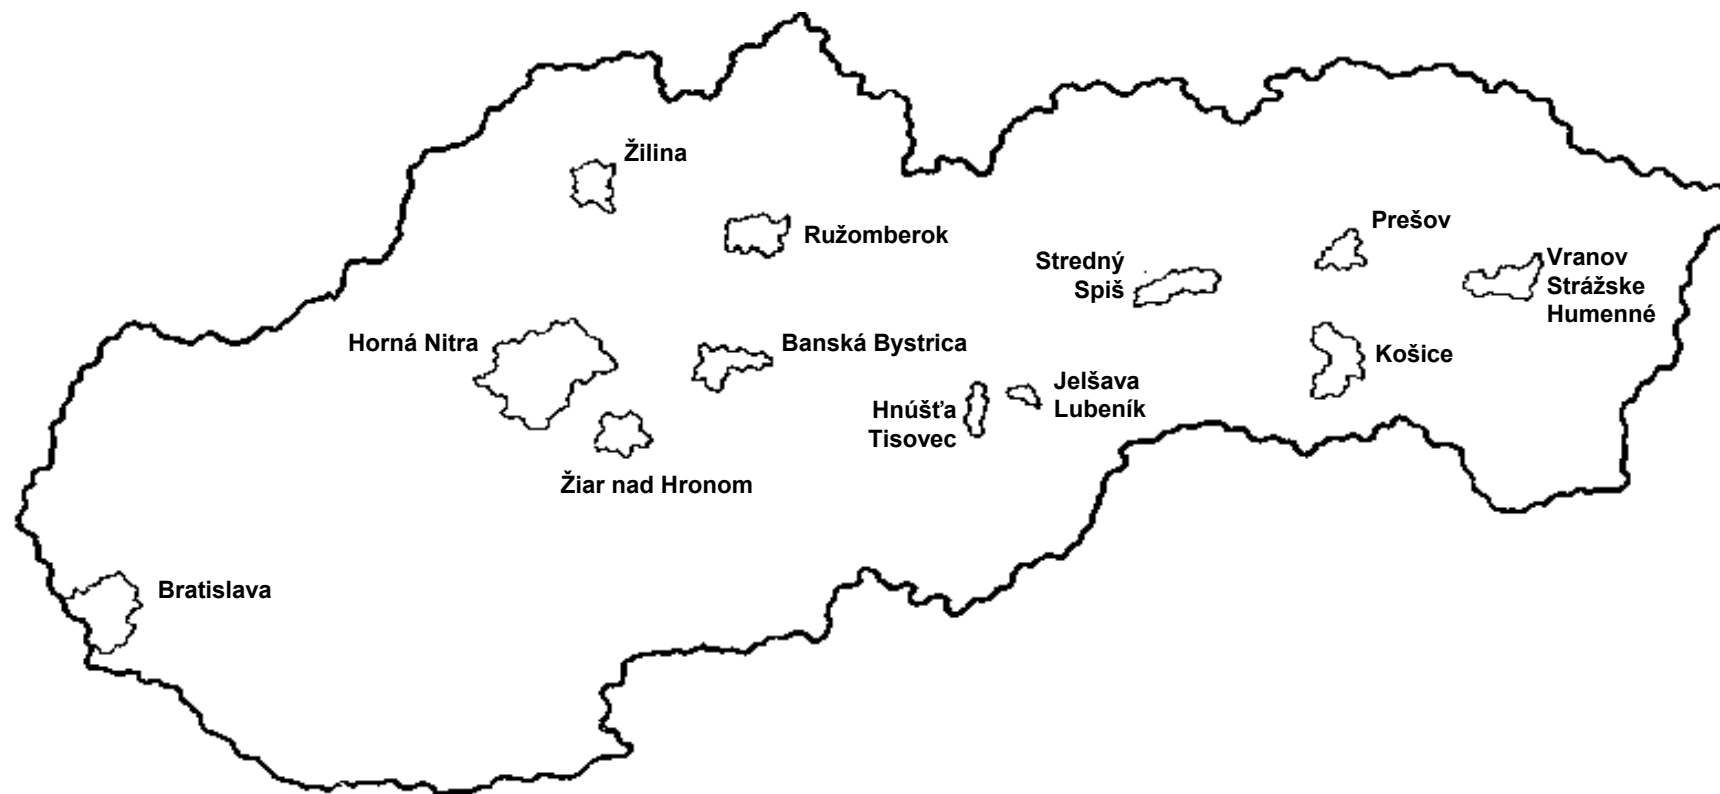 Žilina
Ružomberok
Prešov
Stredný
Spiš
Vranov
Strážske
Humenné
Horná Nitra
Banská Bystrica
Košice
Jelšava
Lubeník
Hnúšťa
Tisovec
Žiar nad Hronom
Bratislava